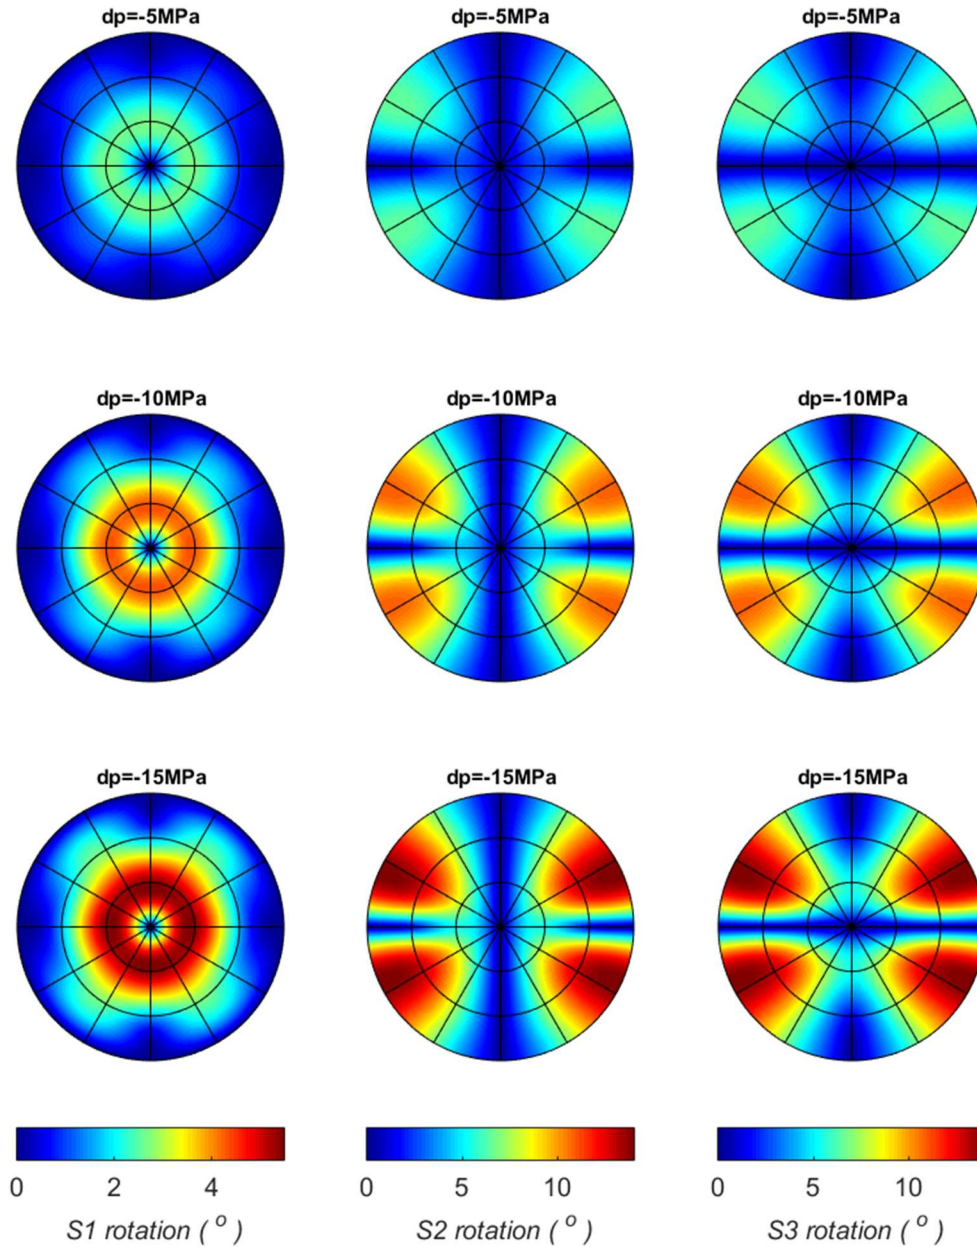 dp=-5MPa dp=-5MPa dp=-5MPa
dp=-10MPa dp=-10MPa dp=-10MPa
dp=-15MPa dp=-15MPa dp=-15MPa
0 2 4 0 5 10 0 5 10
S1 rotation ( o ) S2 rotation ( o ) S3 rotation ( o )